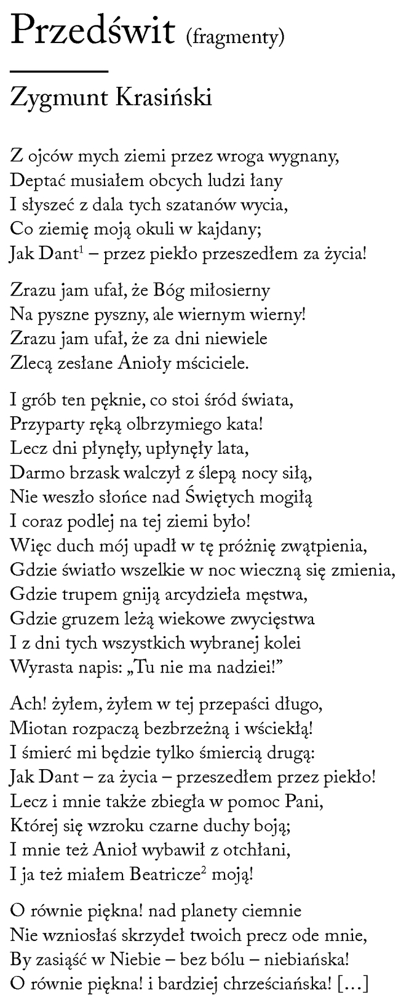 Przedświt (fragmenty)
Zygmunt Krasiński
Z ojców mych ziemi przez wroga wygnany,
Deptać musiałem obcych ludzi łany
I słyszeć z dala tych szatanów wycia,
Co ziemię moją okuli w kajdany;
Jak Dant¹ – przez piekło przeszedłem za życia!
Zrazu jam ufał, że Bóg miłosierny
Na pyszne pyszny, ale wiernym wierny!
Zrazu jam ufał, że za dni niewiele
Zlecą zesłane Anioły mściciele.
I grób ten pęknie, co stoi śród świata,
Przyparty ręką olbrzymiego kata!
Lecz dni płynęły, upłynęły lata,
Darmo brzask walczył z ślepą nocy siłą,
Nie weszło słońce nad Świętych mogiłą
I coraz podlej na tej ziemi było!
Więc duch mój upadł w tę próżnię zwątpienia,
Gdzie światło wszelkie w noc wieczną się zmienia,
Gdzie trupem gniją arcydzieła męstwa,
Gdzie gruzem leżą wiekowe zwycięstwa
I z dni tych wszystkich wybranej kolei
Wyrasta napis: „Tu nie ma nadziei!”
Ach! żyłem, żyłem w tej przepaści długo,
Miotan rozpaczą bezbrzeżną i wściekłą!
I śmierć mi będzie tylko śmiercią drugą:
Jak Dant – za życia – przeszedłem przez piekło!
Lecz i mnie także zbiegła w pomoc Pani,
Której się wzroku czarne duchy boją;
I mnie też Anioł wybawił z otchłani,
I ja też miałem Beatricze² moją!
O równie piękna! nad planety ciemnie
Nie wzniosłaś skrzydeł twoich precz ode mnie,
By zasiąść w Niebie – bez bólu – niebiańska!
O równie piękna! i bardziej chrześciańska! […]